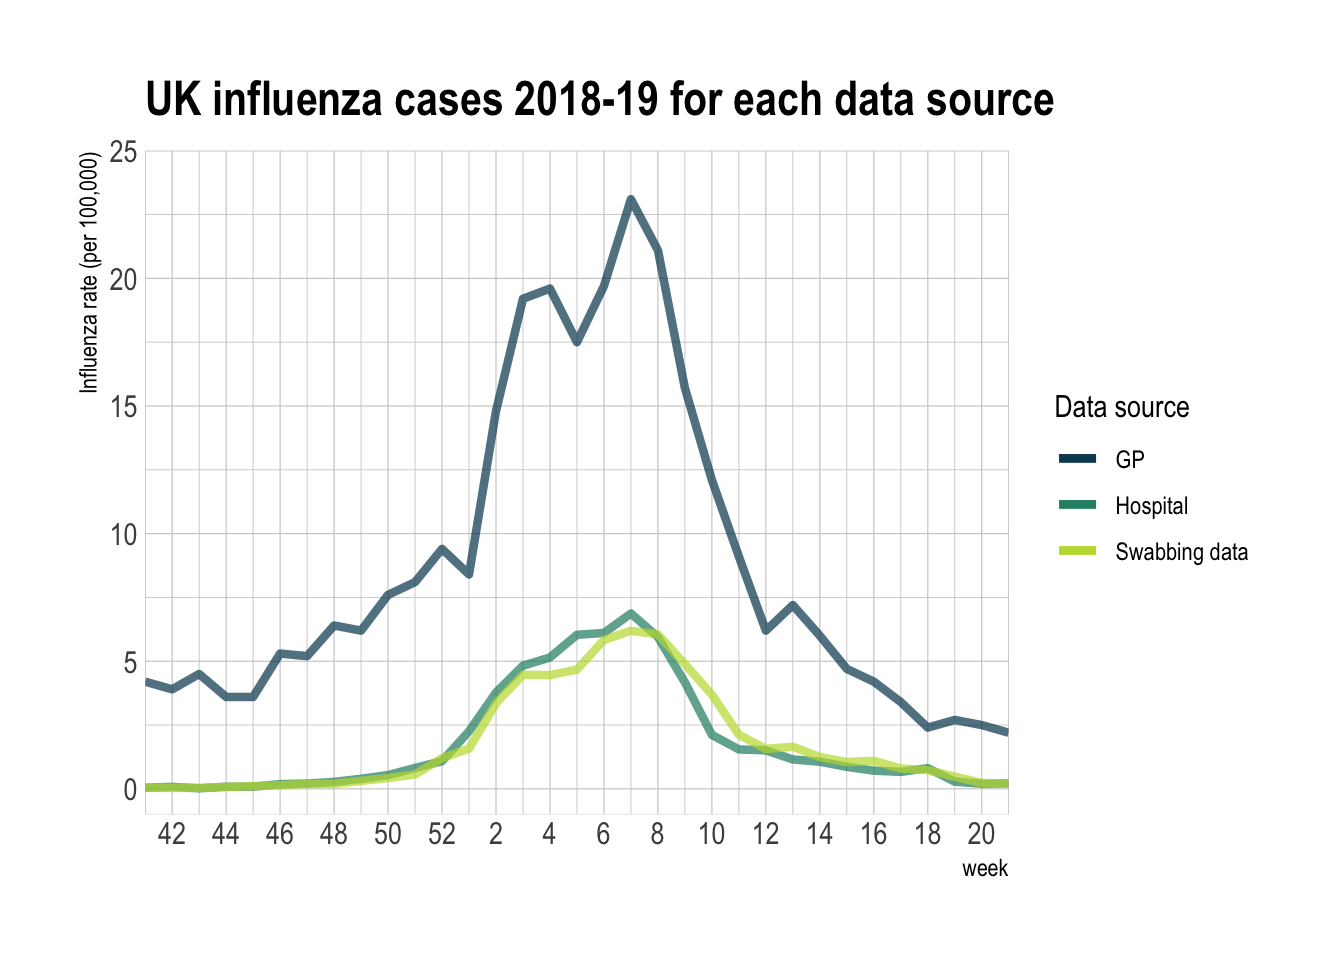 UK influenza cases 2018-19 for each data source
Influenza rate (per 100,000)
25
20
15
10
5
0
42 44 46 48 50 52 2 4 6 8 10 12 14 16 18 20
week
Data source
GP
Hospital
Swabbing data